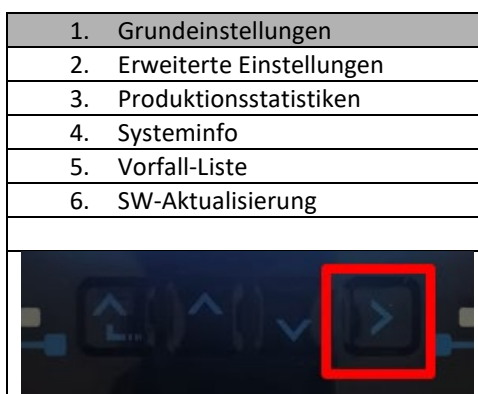 1. Grundeinstellungen
2. Erweiterte Einstellungen
3. Produktionsstatistiken
4. Systeminfo
5. Vorfall-Liste
6. SW-Aktualisierung